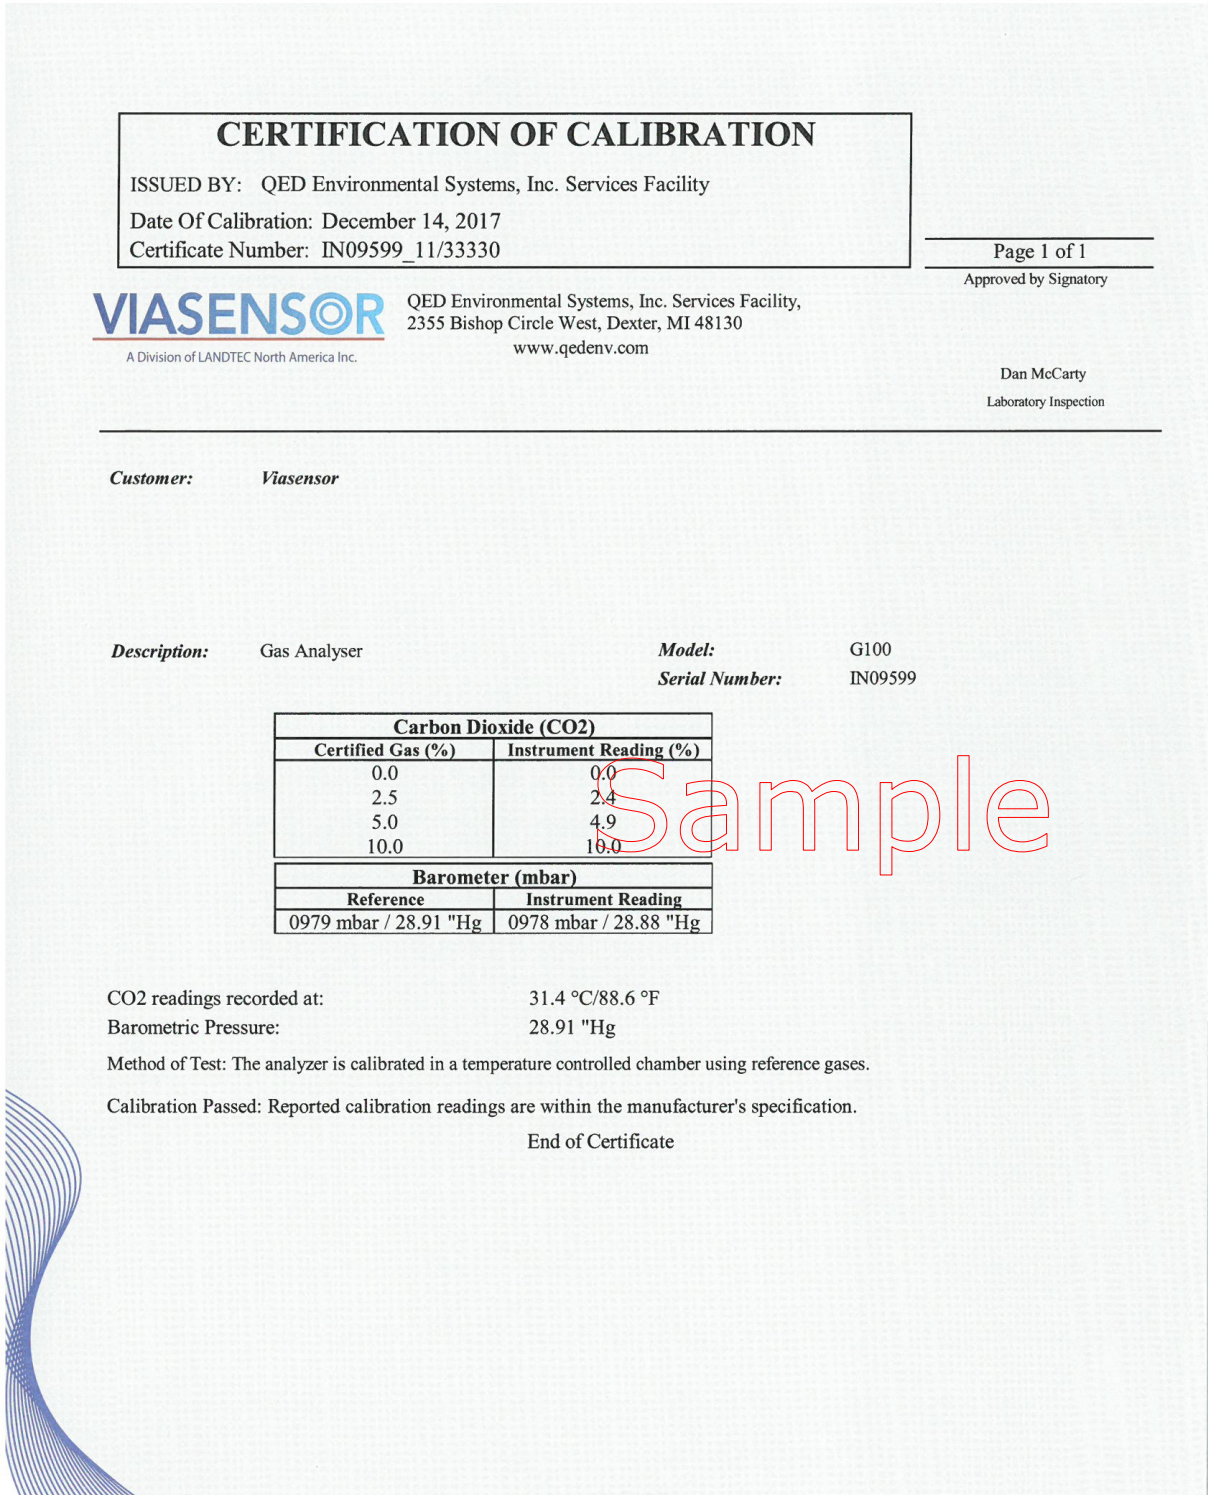 CERTIFICATION OF CALIBRATION
ISSUED BY: QED Environmental Systems, Inc. Services Facility
Date Of Calibration: December 14, 2017
Certificate Number: IN09599_11/33330
Page 1 of 1
Approved by Signatory
VIASENSOR
A Division of LANDTEC North America Inc.
QED Environmental Systems, Inc. Services Facility,
2355 Bishop Circle West, Dexter, MI 48130
www.qedenv.com
Dan McCarty
Laboratory Inspection
Customer: Viasensor
Description: Gas Analyser
Model: G100
Serial Number: IN09599
Carbon Dioxide (CO2)
Certified Gas (%) Instrument Reading (%)
0.0 0.0
2.5 2.4
5.0 4.9
10.0 10.0
Sample
Barometer (mbar)
Reference Instrument Reading
0979 mbar / 28.91 "Hg 0978 mbar / 28.88 "Hg
CO2 readings recorded at: 31.4 °C/88.6 °F
Barometric Pressure: 28.91 "Hg
Method of Test: The analyzer is calibrated in a temperature controlled chamber using reference gases.
Calibration Passed: Reported calibration readings are within the manufacturer's specification.
End of Certificate